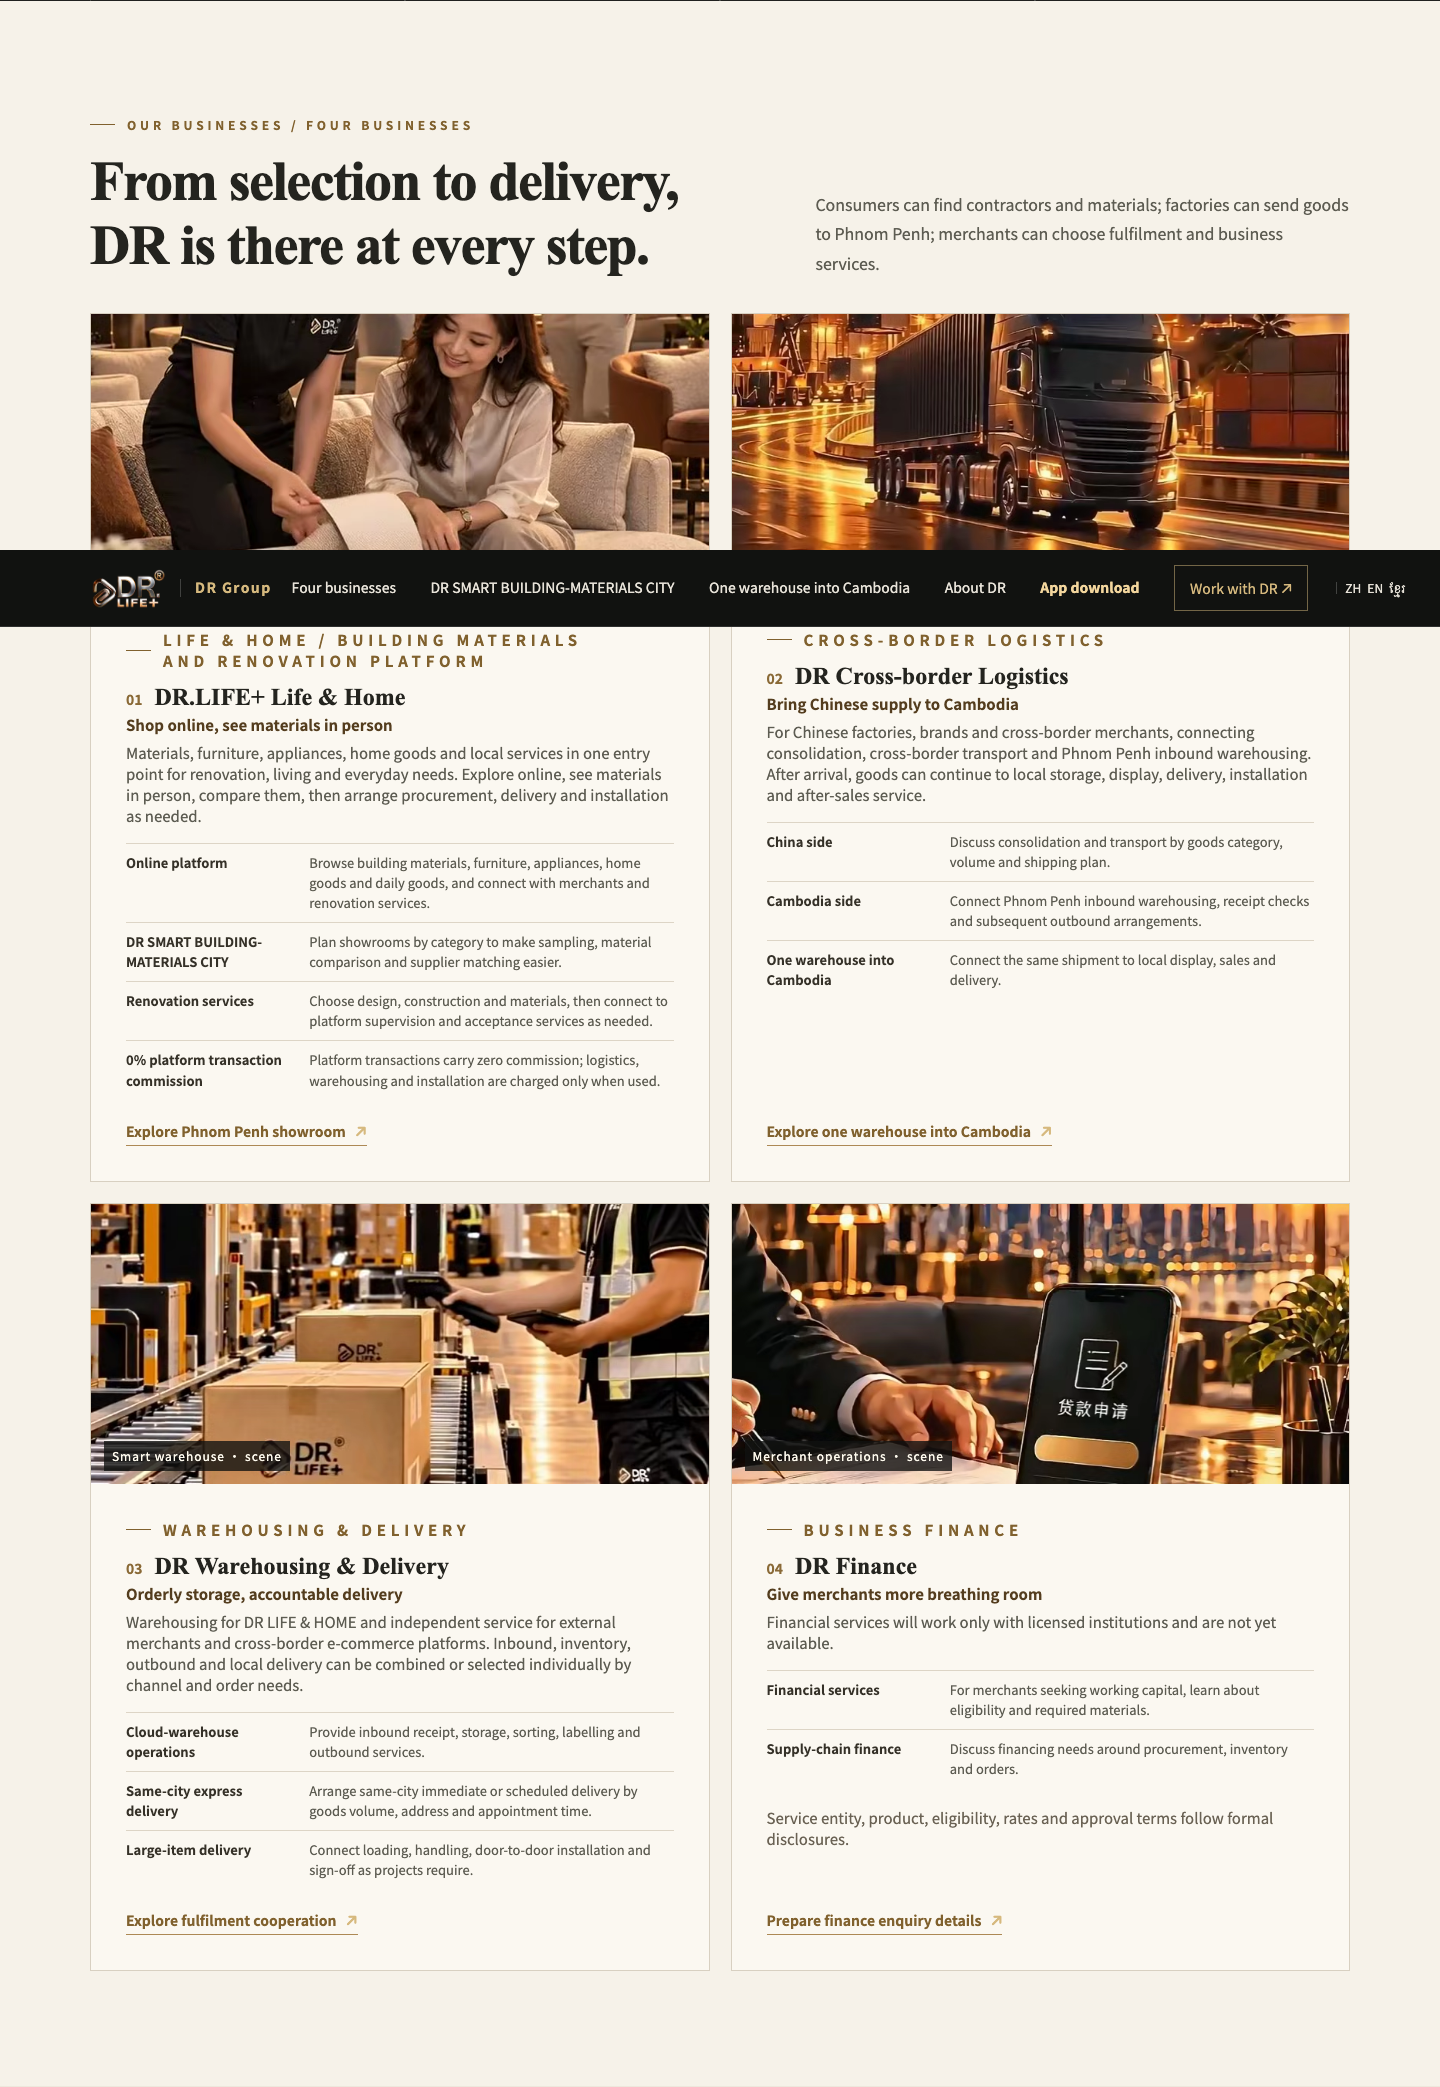 OUR BUSINESSES / FOUR BUSINESSES
From selection to delivery,
DR is there at every step.
Consumers can find contractors and materials; factories can send goods
to Phnom Penh; merchants can choose fulfilment and business
services.
DR.
LIFE+
DR.®
LIFE+
DR Group
Four businesses
DR SMART BUILDING-MATERIALS CITY
One warehouse into Cambodia
About DR
App download
Work with DR ↗
ZH EN ខ្មែរ
LIFE & HOME / BUILDING MATERIALS
AND RENOVATION PLATFORM
01 DR.LIFE+ Life & Home
Shop online, see materials in person
Materials, furniture, appliances, home goods and local services in one entry
point for renovation, living and everyday needs. Explore online, see materials
in person, compare them, then arrange procurement, delivery and installation
as needed.
Online platform
Browse building materials, furniture, appliances, home
goods and daily goods, and connect with merchants and
renovation services.
DR SMART BUILDING-
MATERIALS CITY
Plan showrooms by category to make sampling, material
comparison and supplier matching easier.
Renovation services
Choose design, construction and materials, then connect to
platform supervision and acceptance services as needed.
0% platform transaction
commission
Platform transactions carry zero commission; logistics,
warehousing and installation are charged only when used.
Explore Phnom Penh showroom ↗
CROSS-BORDER LOGISTICS
02 DR Cross-border Logistics
Bring Chinese supply to Cambodia
For Chinese factories, brands and cross-border merchants, connecting
consolidation, cross-border transport and Phnom Penh inbound warehousing.
After arrival, goods can continue to local storage, display, delivery, installation
and after-sales service.
China side
Discuss consolidation and transport by goods category,
volume and shipping plan.
Cambodia side
Connect Phnom Penh inbound warehousing, receipt checks
and subsequent outbound arrangements.
One warehouse into
Cambodia
Connect the same shipment to local display, sales and
delivery.
Explore one warehouse into Cambodia ↗
DR.
LIFE+
DR.®
LIFE+
DR
Smart warehouse · scene
WAREHOUSING & DELIVERY
03 DR Warehousing & Delivery
Orderly storage, accountable delivery
Warehousing for DR LIFE & HOME and independent service for external
merchants and cross-border e-commerce platforms. Inbound, inventory,
outbound and local delivery can be combined or selected individually by
channel and order needs.
Cloud-warehouse
operations
Provide inbound receipt, storage, sorting, labelling and
outbound services.
Same-city express
delivery
Arrange same-city immediate or scheduled delivery by
goods volume, address and appointment time.
Large-item delivery
Connect loading, handling, door-to-door installation and
sign-off as projects require.
Explore fulfilment cooperation ↗
贷款申请
Merchant operations · scene
BUSINESS FINANCE
04 DR Finance
Give merchants more breathing room
Financial services will work only with licensed institutions and are not yet
available.
Financial services
For merchants seeking working capital, learn about
eligibility and required materials.
Supply-chain finance
Discuss financing needs around procurement, inventory
and orders.
Service entity, product, eligibility, rates and approval terms follow formal
disclosures.
Prepare finance enquiry details ↗